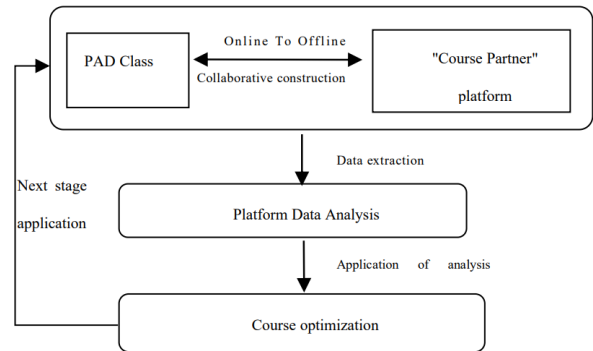 Online To Offline
PAD Class
"Course Partner"
Collaborative construction
platform
Data extraction
Next stage
application
Platform Data Analysis
Application of analysis
Course optimization